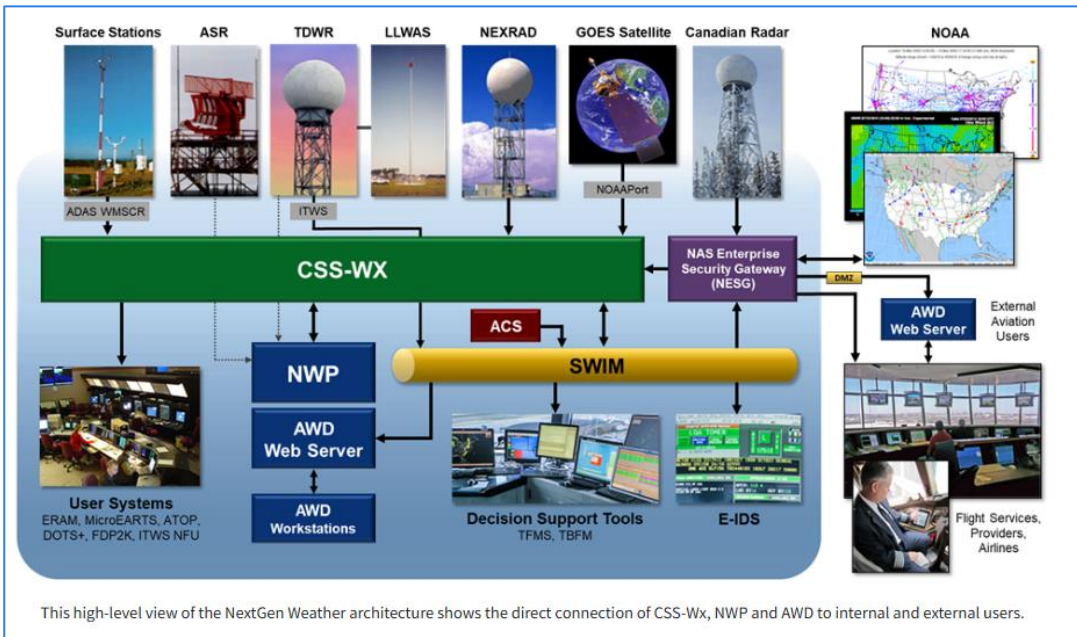 Surface Stations
ASR
TDWR
LLWAS
NEXRAD
GOES Satellite
Canadian Radar
NOAA
ADAS WMSCR
ITWS
NOAAPort
CSS-WX
NAS Enterprise
Security Gateway
(NESG)
DMZ
AWD
Web Server
External
Aviation
Users
ACS
NWP
SWIM
AWD
Web Server
AWD
Workstations
User Systems
ERAM, MicroEARTS, ATOP,
DOTS+, FDP2K, ITWS NFU
Decision Support Tools
TFMS, TBFM
E-IDS
Flight Services,
Providers,
Airlines
This high-level view of the NextGen Weather architecture shows the direct connection of CSS-Wx, NWP and AWD to internal and external users.